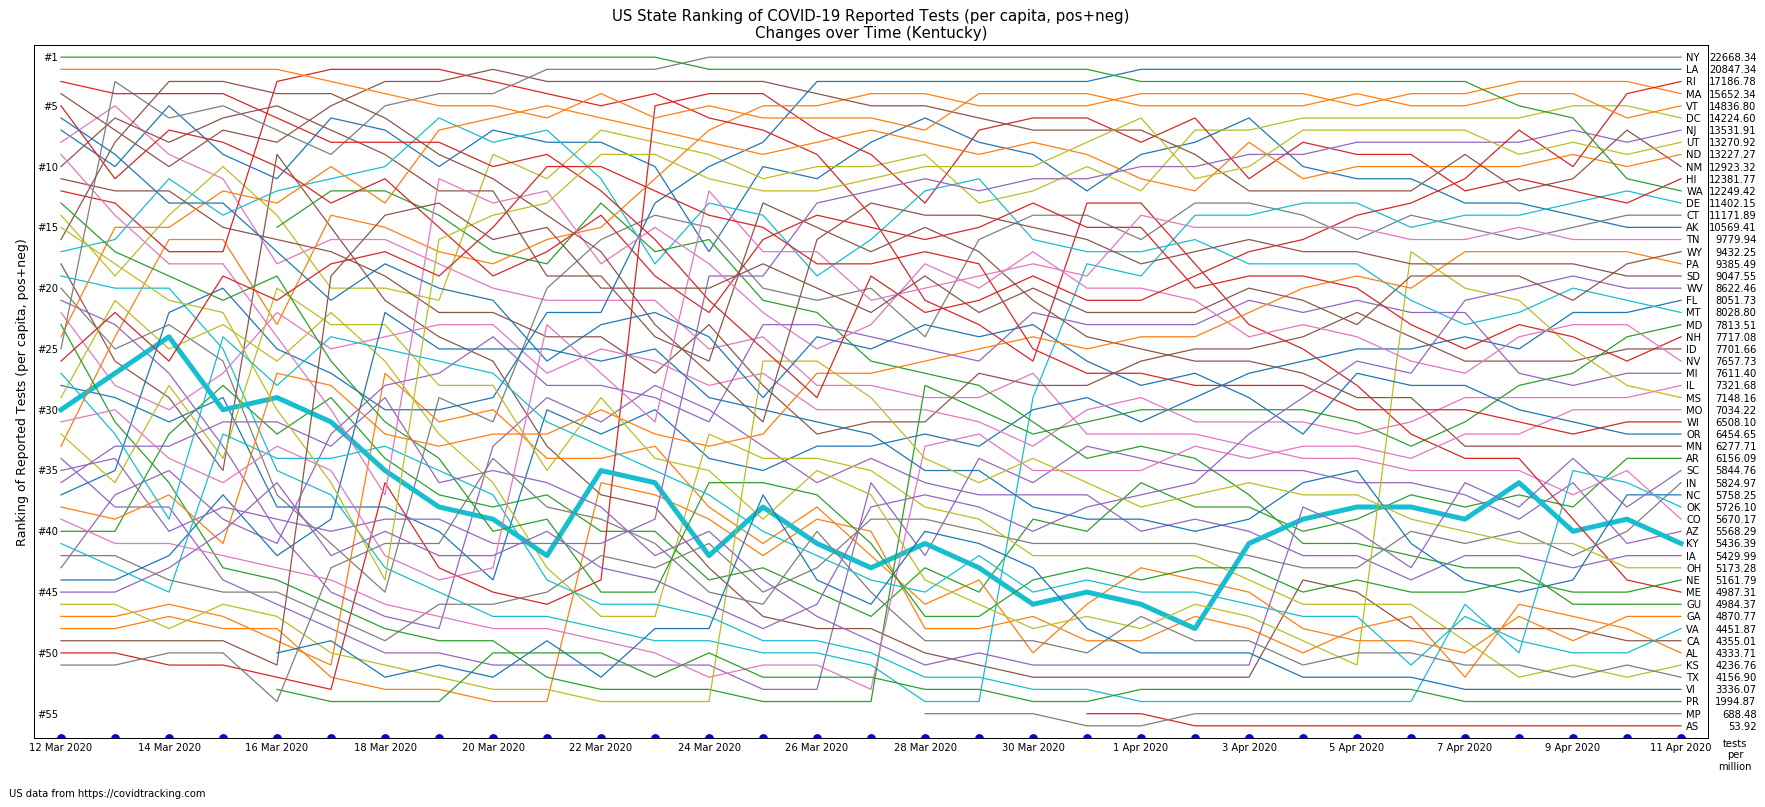 US State Ranking of COVID-19 Reported Tests (per capita, pos+neg)
Changes over Time (Kentucky)
Ranking of Reported Tests (per capita, pos+neg)
#1
#5
#10
#15
#20
#25
#30
#35
#40
#45
#50
#55
NY 22668.34
LA 20847.34
RI 17186.78
MA 15652.34
VT 14836.80
DC 14224.60
NJ 13531.91
UT 13270.92
ND 13227.27
NM 12923.32
HI 12381.77
WA 12249.42
DE 11402.15
CT 11171.89
AK 10569.41
TN 9779.94
WY 9432.25
PA 9385.49
SD 9047.55
WV 8622.46
FL 8051.73
MT 8028.80
MD 7813.51
NH 7717.08
ID 7701.66
NV 7657.73
MI 7611.40
IL 7321.68
MS 7148.16
MO 7034.22
WI 6508.10
OR 6454.65
MN 6277.71
AR 6156.09
SC 5844.76
IN 5824.97
NC 5758.25
OK 5726.10
CO 5670.17
AZ 5568.29
KY 5436.39
IA 5429.99
OH 5173.28
NE 5161.79
ME 4987.31
GU 4984.37
GA 4870.77
VA 4451.87
CA 4355.01
AL 4333.71
KS 4236.76
TX 4156.90
VI 3336.07
PR 1994.87
MP 688.48
AS 53.92
12 Mar 2020 14 Mar 2020 16 Mar 2020 18 Mar 2020 20 Mar 2020 22 Mar 2020 24 Mar 2020 26 Mar 2020 28 Mar 2020 30 Mar 2020 1 Apr 2020 3 Apr 2020 5 Apr 2020 7 Apr 2020 9 Apr 2020 11 Apr 2020
tests
per
million
US data from https://covidtracking.com